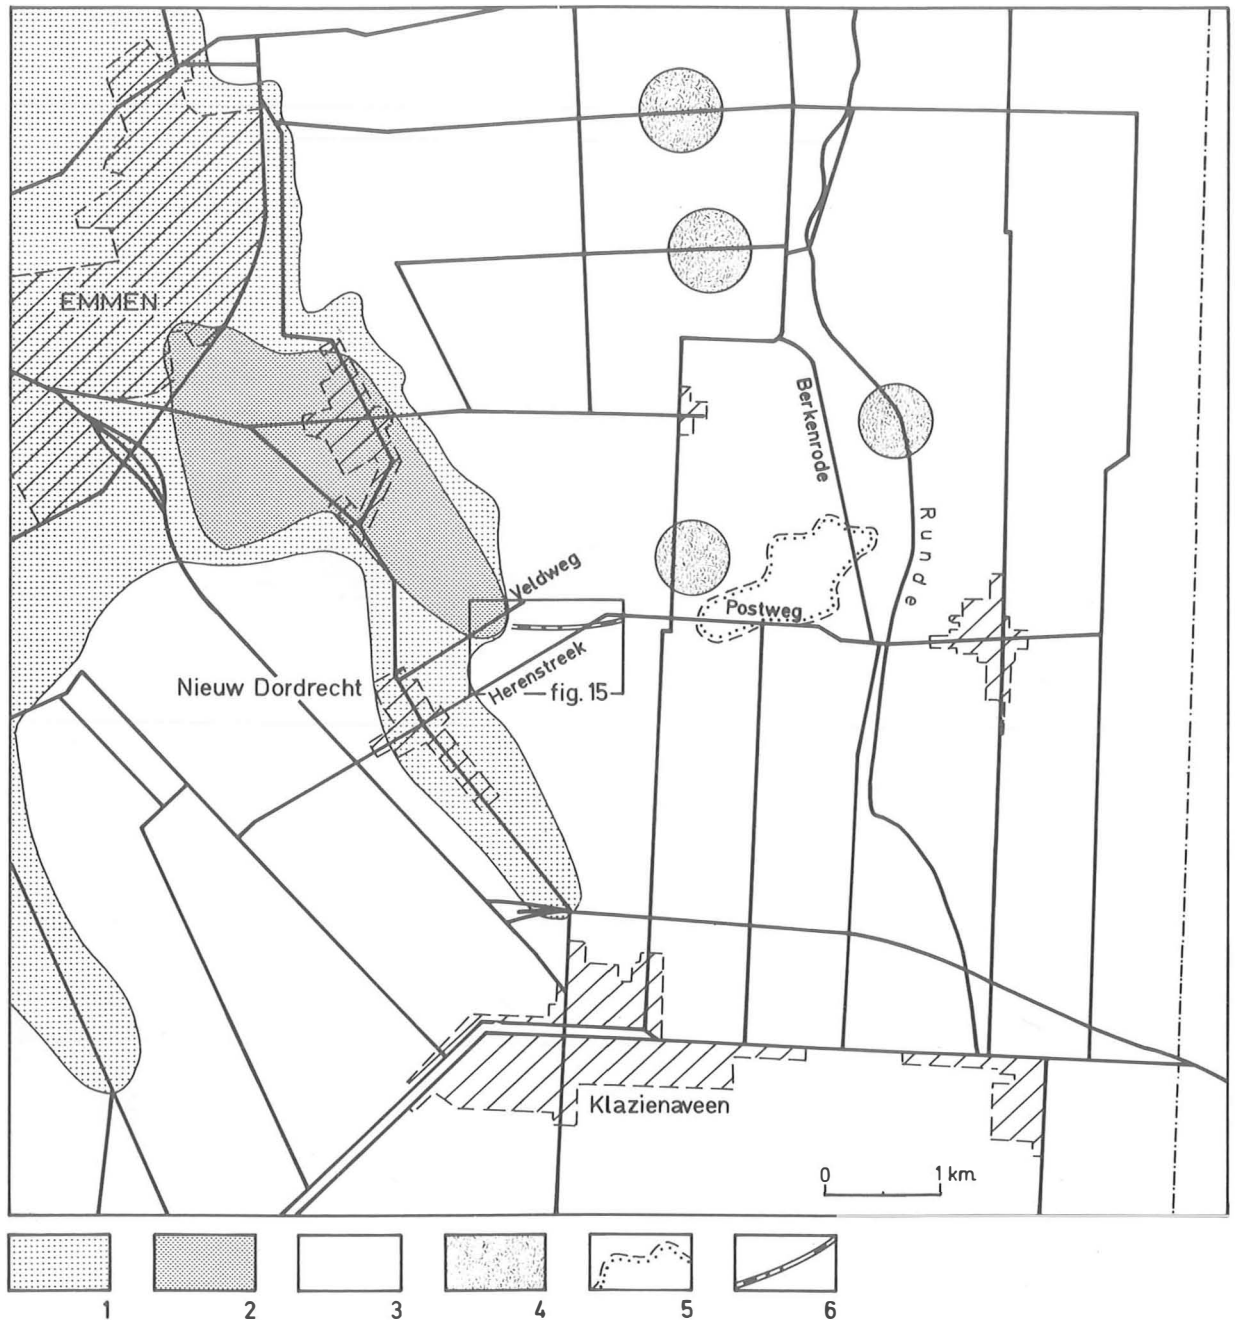 EMMEN
Berkenrode
Runde
Veldweg
Postweg
Herenstreek
fig. 15
Nieuw Dordrecht
Klazienaveen
0 1 km
1 2 3 4 5 6